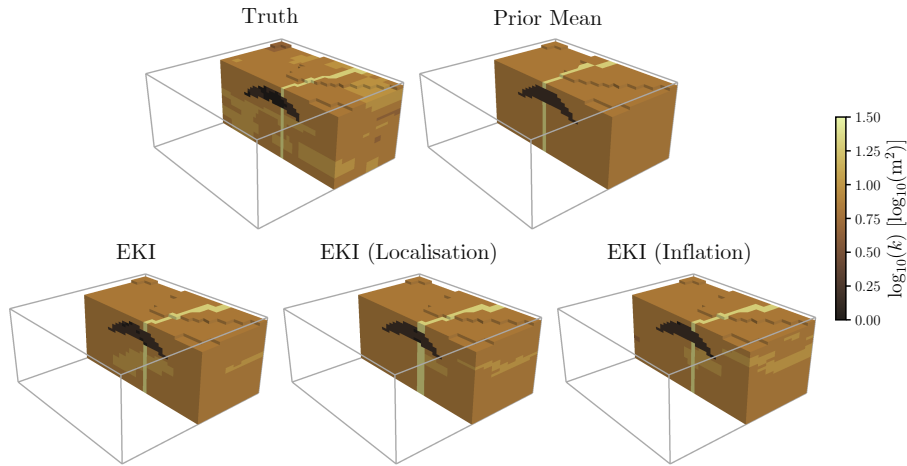 Truth
Prior Mean
EKI
EKI (Localisation)
EKI (Inflation)
1.50
1.25
1.00
0.75
0.50
0.25
0.00
log₁₀(k) [log₁₀(m²)]